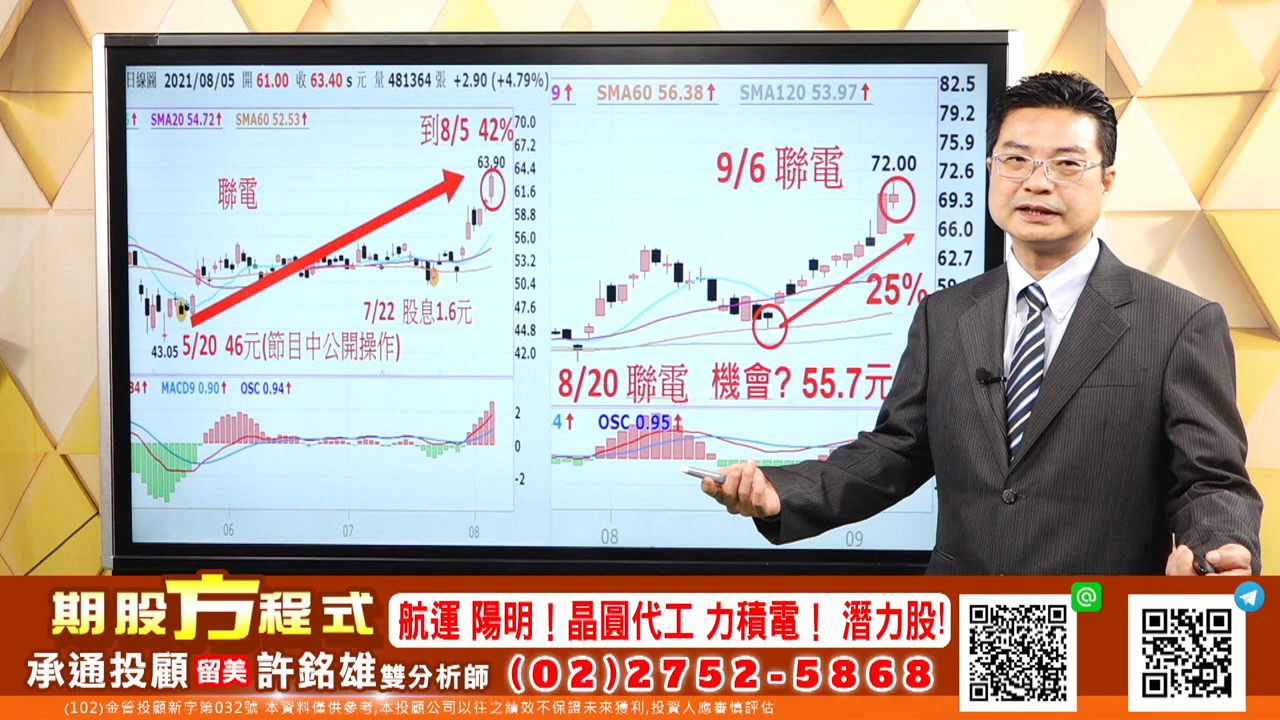 日線圖 2021/08/05 開 61.00 收 63.40 s 元 量 481364 張 +2.90 (+4.79%)
SMA20 54.72↑ SMA60 52.53↑
到8/5 42%
70.0
67.2
64.4
61.6
58.8
56.0
53.2
50.4
47.6
44.8
42.0
63.90
聯電
7/22 股息1.6元
43.05
5/20 46元(節目中公開操作)
84↑ MACD9 0.90↑ OSC 0.94↑
2
0
-2
06 07 08
9↑ SMA60 56.38↑ SMA120 53.97↑
82.5
79.2
75.9
72.6
69.3
66.0
62.7
9/6 聯電
72.00
25%
8/20 聯電 機會? 55.7元
4↑ OSC 0.95↑
08 09
期股方程式
航運 陽明！晶圓代工 力積電！ 潛力股!
承通投顧 留美 許銘雄 雙分析師 (02)2752-5868
(102)金管投顧新字第032號 本資料僅供參考,本投顧公司以往之績效不保證未來獲利,投資人應審慎評估